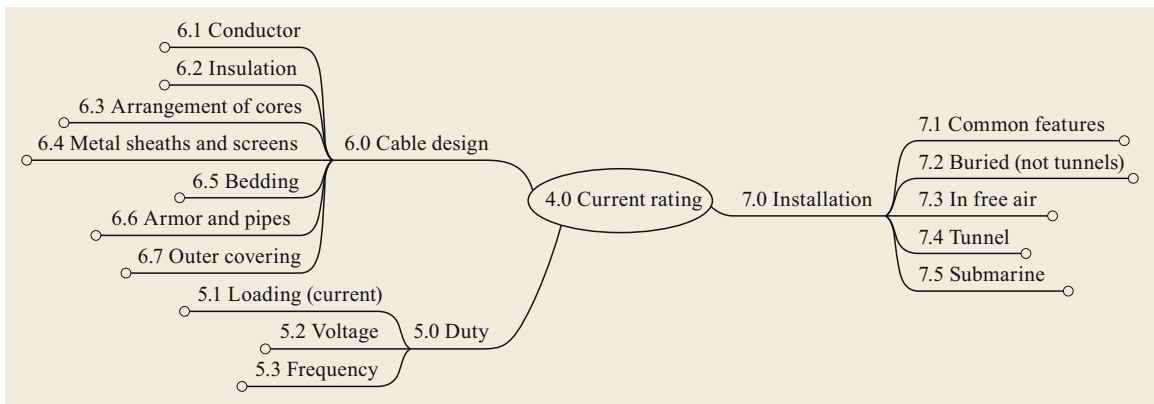 6.1 Conductor
6.2 Insulation
6.3 Arrangement of cores
6.4 Metal sheaths and screens
6.5 Bedding
6.6 Armor and pipes
6.7 Outer covering
6.0 Cable design
5.1 Loading (current)
5.2 Voltage
5.3 Frequency
5.0 Duty
4.0 Current rating
7.0 Installation
7.1 Common features
7.2 Buried (not tunnels)
7.3 In free air
7.4 Tunnel
7.5 Submarine